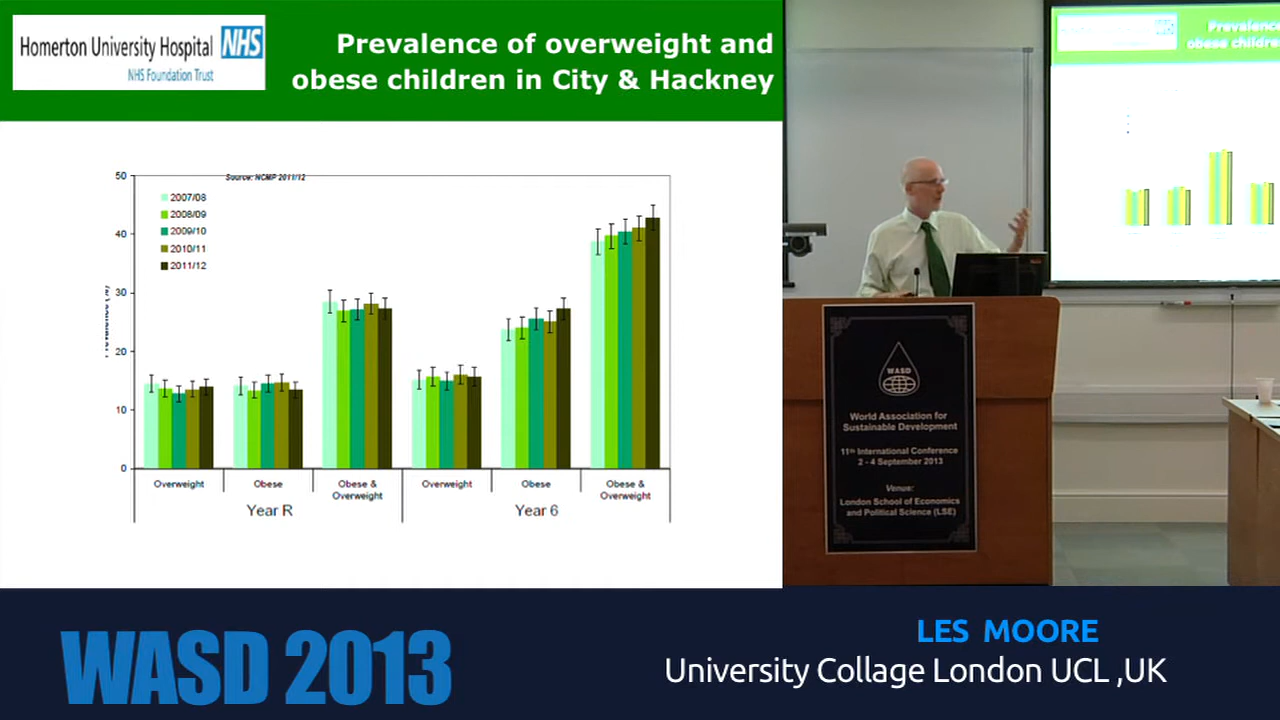 Homerton University Hospital NHS
NHS Foundation Trust
Prevalence of overweight and
obese children in City & Hackney
Source: NCMP 2011/12
50
40
30
20
10
0
2007/08
2008/09
2009/10
2010/11
2011/12
Overweight
Obese
Obese &
Overweight
Overweight
Obese
Obese &
Overweight
Year R
Year 6
Prevalence
obese childre
WASD
World Association for
Sustainable Development
11th International Conference
2 - 4 September 2013
Venue:
London School of Economics
and Political Science (LSE)
WASD 2013
LES MOORE
University Collage London UCL ,UK